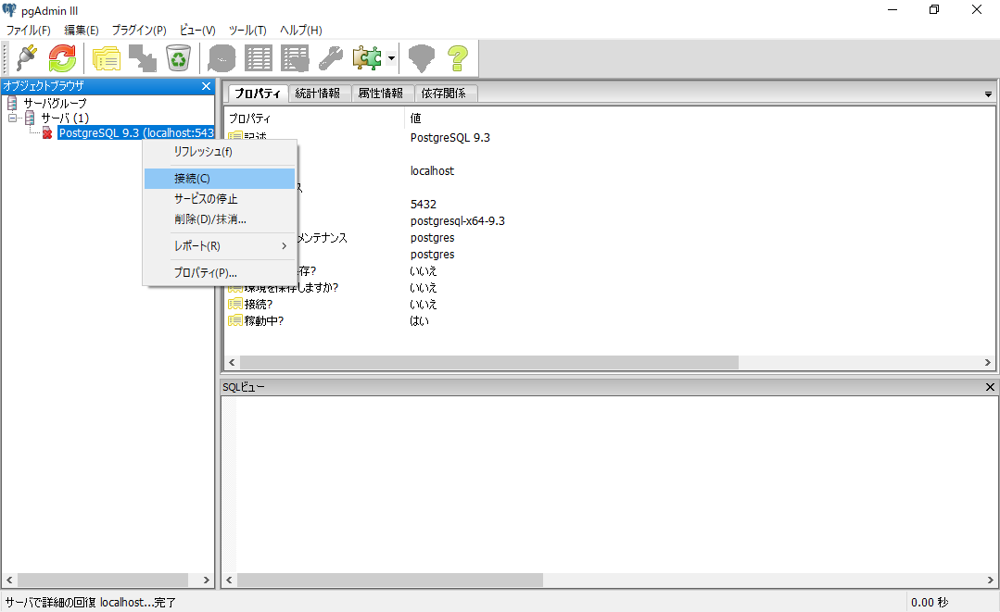 pgAdmin III
ファイル(F) 編集(E) プラグイン(P) ビュー(V) ツール(T) ヘルプ(H)
オブジェクトブラウザ
サーバグループ
サーバ (1)
PostgreSQL 9.3 (localhost:543
リフレッシュ(f)
接続(C)
サービスの停止
削除(D)/抹消...
レポート(R)
プロパティ(P)...
プロパティ 統計情報 属性情報 依存関係
プロパティ 値
記述 PostgreSQL 9.3
localhost
ス
5432
postgresql-x64-9.3
メンテナンス postgres
postgres
存? いいえ
環境を保存しますか? いいえ
接続? いいえ
稼動中? はい
SQLビュー
サーバで詳細の回復 localhost...完了 0.00 秒